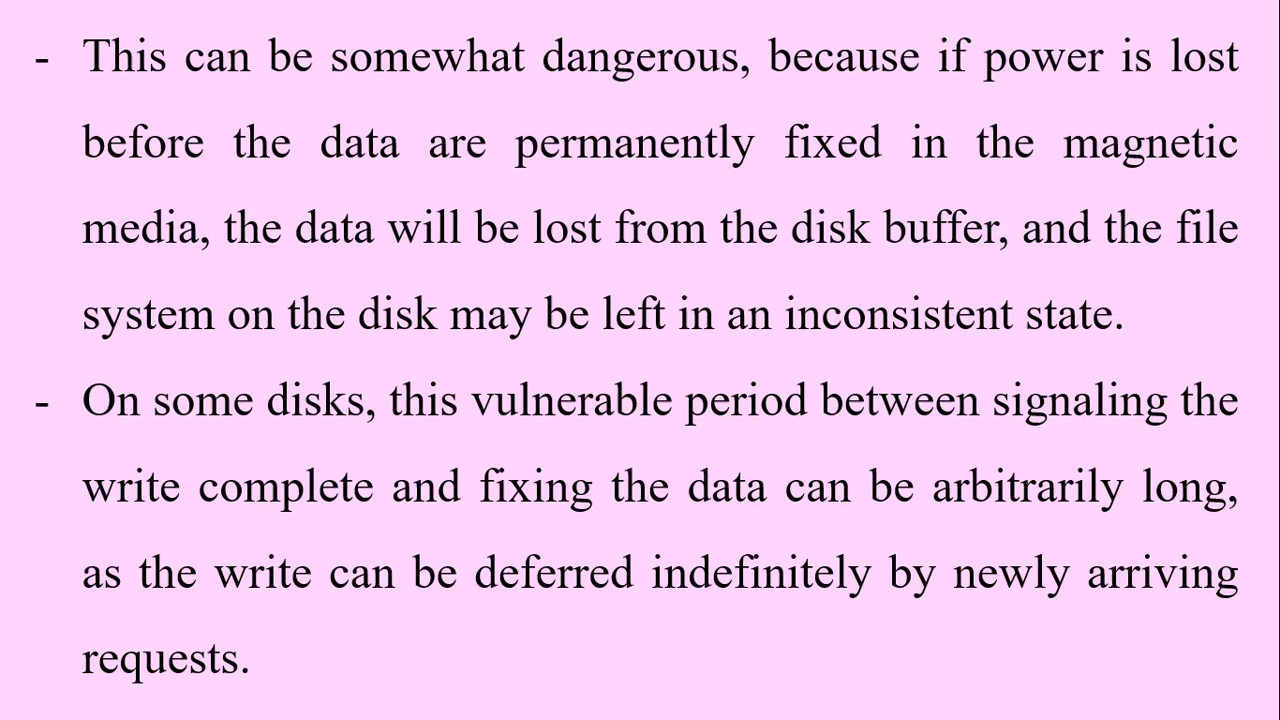 - This can be somewhat dangerous, because if power is lost
before the data are permanently fixed in the magnetic
media, the data will be lost from the disk buffer, and the file
system on the disk may be left in an inconsistent state.
- On some disks, this vulnerable period between signaling the
write complete and fixing the data can be arbitrarily long,
as the write can be deferred indefinitely by newly arriving
requests.